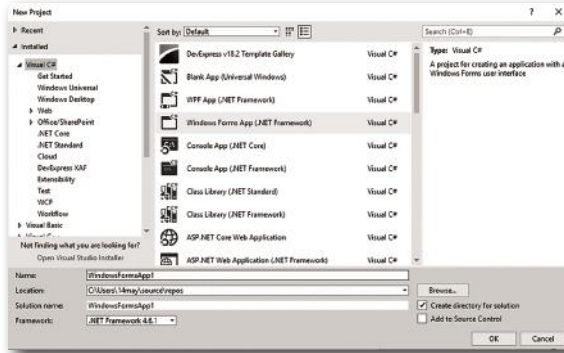 New Project
? X
Recent
Installed
Visual C#
Get Started
Windows Universal
Windows Desktop
Web
Office/SharePoint
.NET Core
.NET Standard
Cloud
DevExpress XAF
Extensibility
Test
WCF
Workflow
Visual Basic
Not finding what you are looking for?
Open Visual Studio Installer
Sort by: Default
DevExpress v18.2 Template Gallery Visual C#
Blank App (Universal Windows) Visual C#
WPF App (.NET Framework) Visual C#
Windows Forms App (.NET Framework) Visual C#
Console App (.NET Core) Visual C#
Console App (.NET Framework) Visual C#
Class Library (.NET Standard) Visual C#
Class Library (.NET Framework) Visual C#
ASP.NET Core Web Application Visual C#
ASP.NET Web Application (.NET Framework) Visual C#
Search (Ctrl+E)
Type: Visual C#
A project for creating an application with a
Windows Forms user interface
Name: WindowsFormsApp1
Location: C:\Users\14may\source\repos
Browse...
Solution name: WindowsFormsApp1
Create directory for solution
Framework: .NET Framework 4.6.1
Add to Source Control
OK Cancel